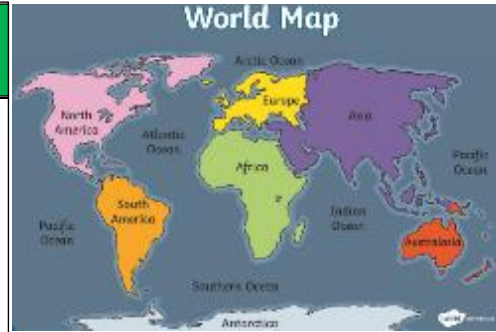 World Map
Arctic Ocean
North
America
Europe
Asia
Atlantic
Ocean
Pacific
Ocean
Africa
South
America
Indian
Ocean
Pacific
Ocean
Australasia
Southern Ocean
Antarctica